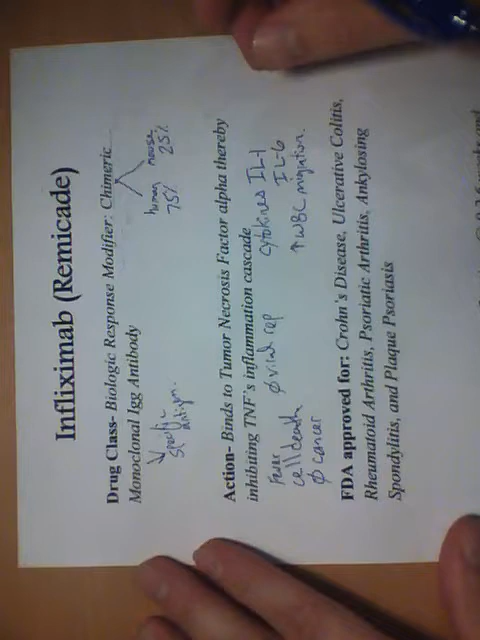 Infliximab (Remicade)
Drug Class- Biologic Response Modifier: Chimeric
Monoclonal Igg Antibody
human 75%
mouse 25%
specific
antigen.
Action- Binds to Tumor Necrosis Factor alpha thereby
inhibiting TNF's inflammation cascade
Fever
cell death
Ø cancer
Ø viral rep
cytokines IL-1
IL-6
↑ WBC migration.
FDA approved for: Crohn's Disease, Ulcerative Colitis,
Rheumatoid Arthritis, Psoriatic Arthritis, Ankylosing
Spondylitis, and Plaque Psoriasis